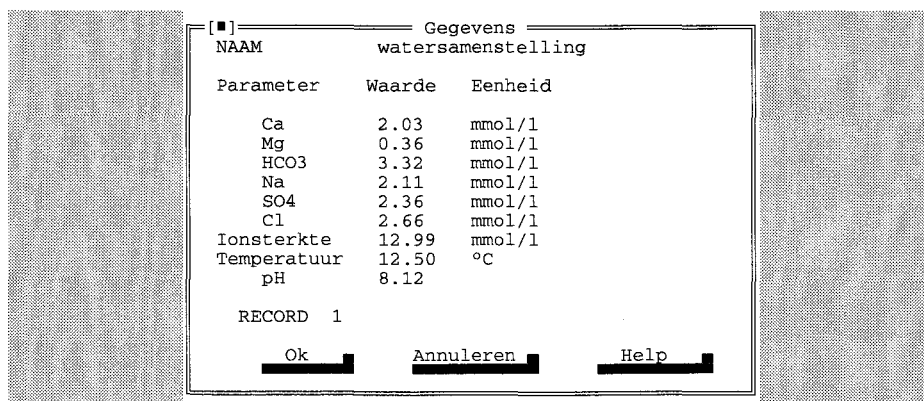 [■] Gegevens
NAAM watersamenstelling
Parameter Waarde Eenheid
Ca 2.03 mmol/l
Mg 0.36 mmol/l
HCO3 3.32 mmol/l
Na 2.11 mmol/l
SO4 2.36 mmol/l
Cl 2.66 mmol/l
Ionsterkte 12.99 mmol/l
Temperatuur 12.50 °C
pH 8.12
RECORD 1
Ok Annuleren Help